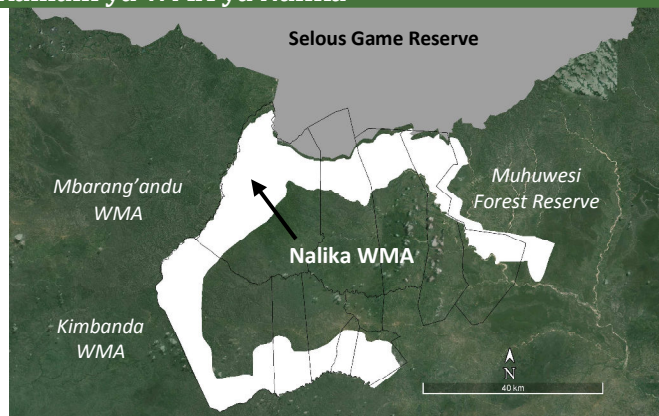 Selous Game Reserve
Mbarang'andu
WMA
Muhuwesi
Forest Reserve
Nalika WMA
Kimbanda
WMA
N
40 km